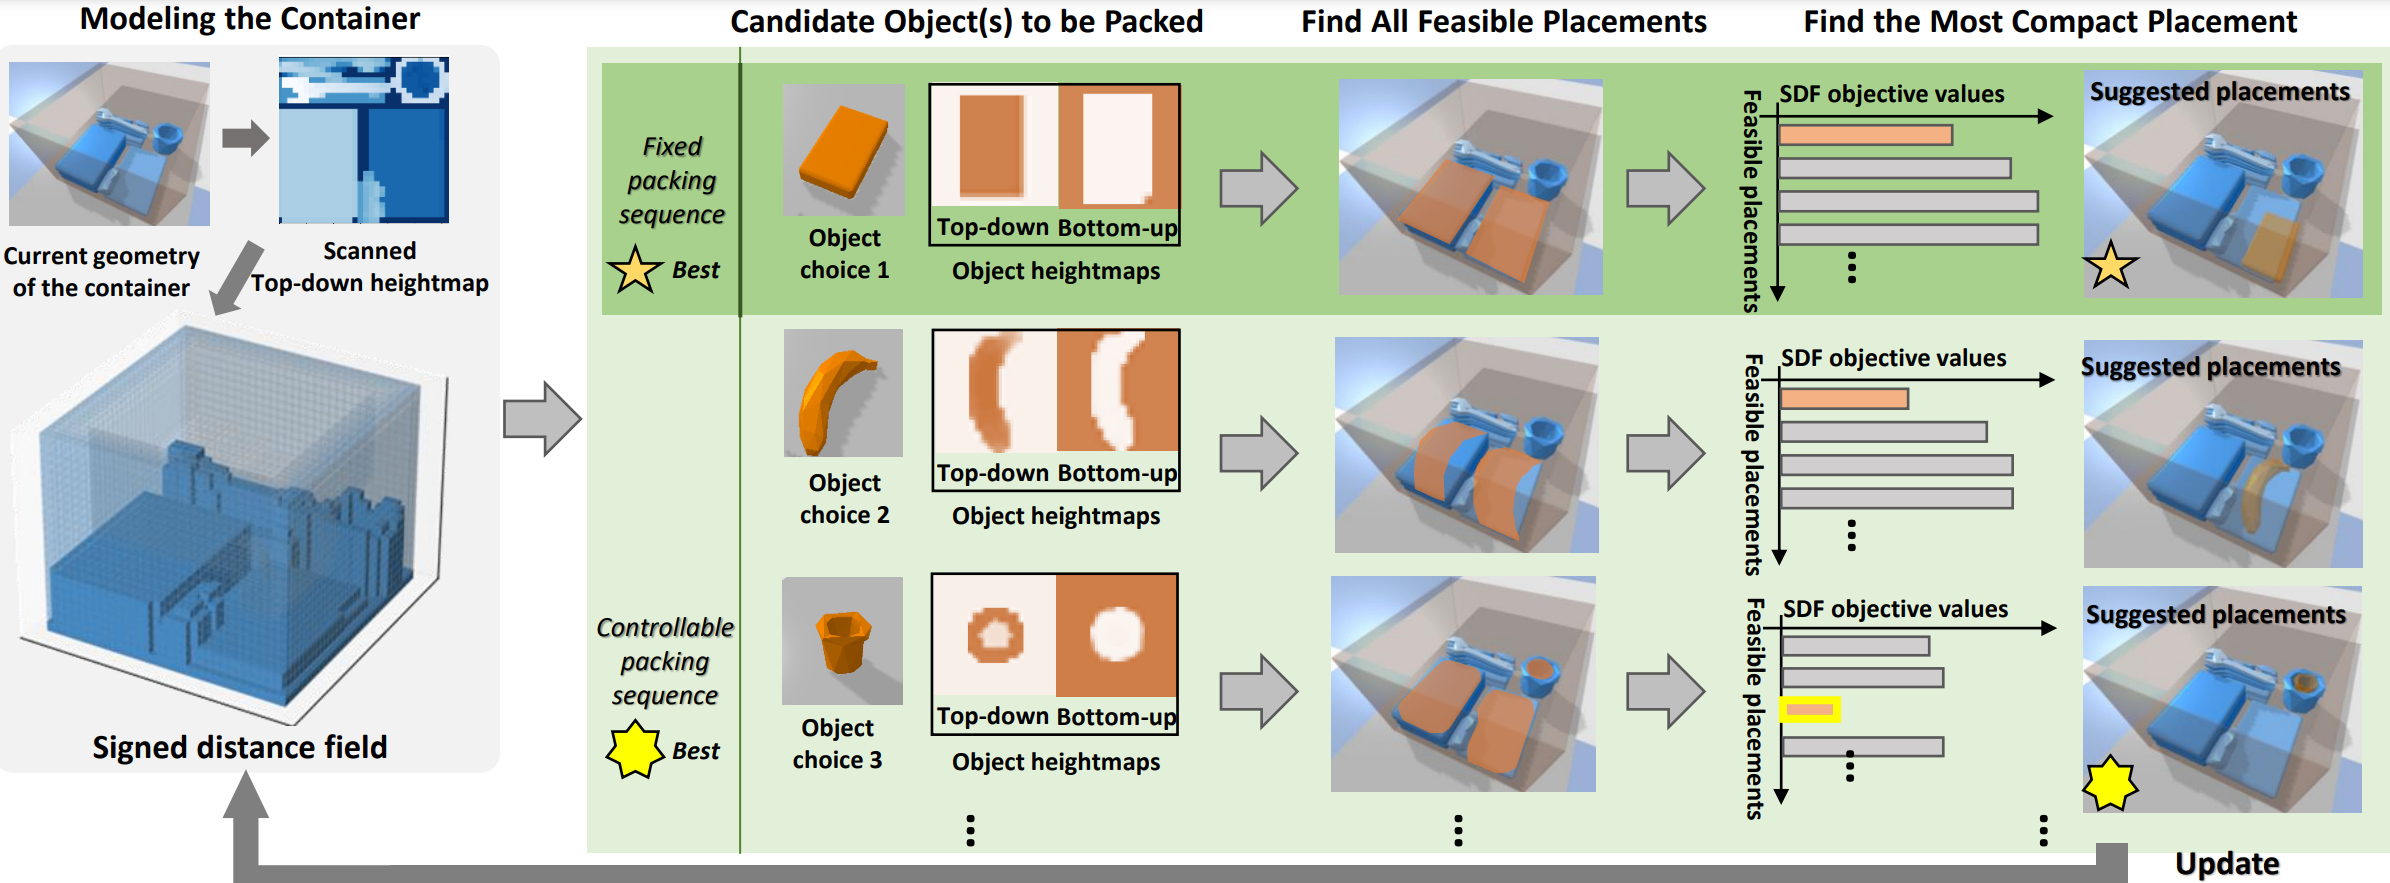 Modeling the Container
Candidate Object(s) to be Packed
Find All Feasible Placements
Find the Most Compact Placement
Current geometry
of the container
Scanned
Top-down heightmap
Signed distance field
Fixed
packing
sequence
Best
Object
choice 1
Top-down Bottom-up
Object heightmaps
Feasible placements
SDF objective values
Suggested placements
Object
choice 2
Top-down Bottom-up
Object heightmaps
Feasible placements
SDF objective values
Suggested placements
Controllable
packing
sequence
Best
Object
choice 3
Top-down Bottom-up
Object heightmaps
Feasible placements
SDF objective values
Suggested placements
Update